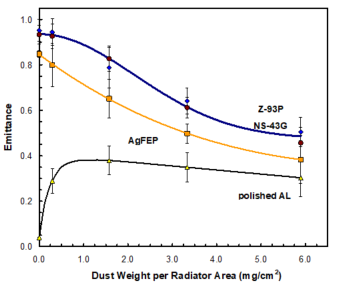 1.0
0.8
0.6
0.4
0.2
0.0
Emittance
Z-93P
NS-43G
AgFEP
polished AL
0.0 1.0 2.0 3.0 4.0 5.0 6.0
Dust Weight per Radiator Area (mg/cm²)